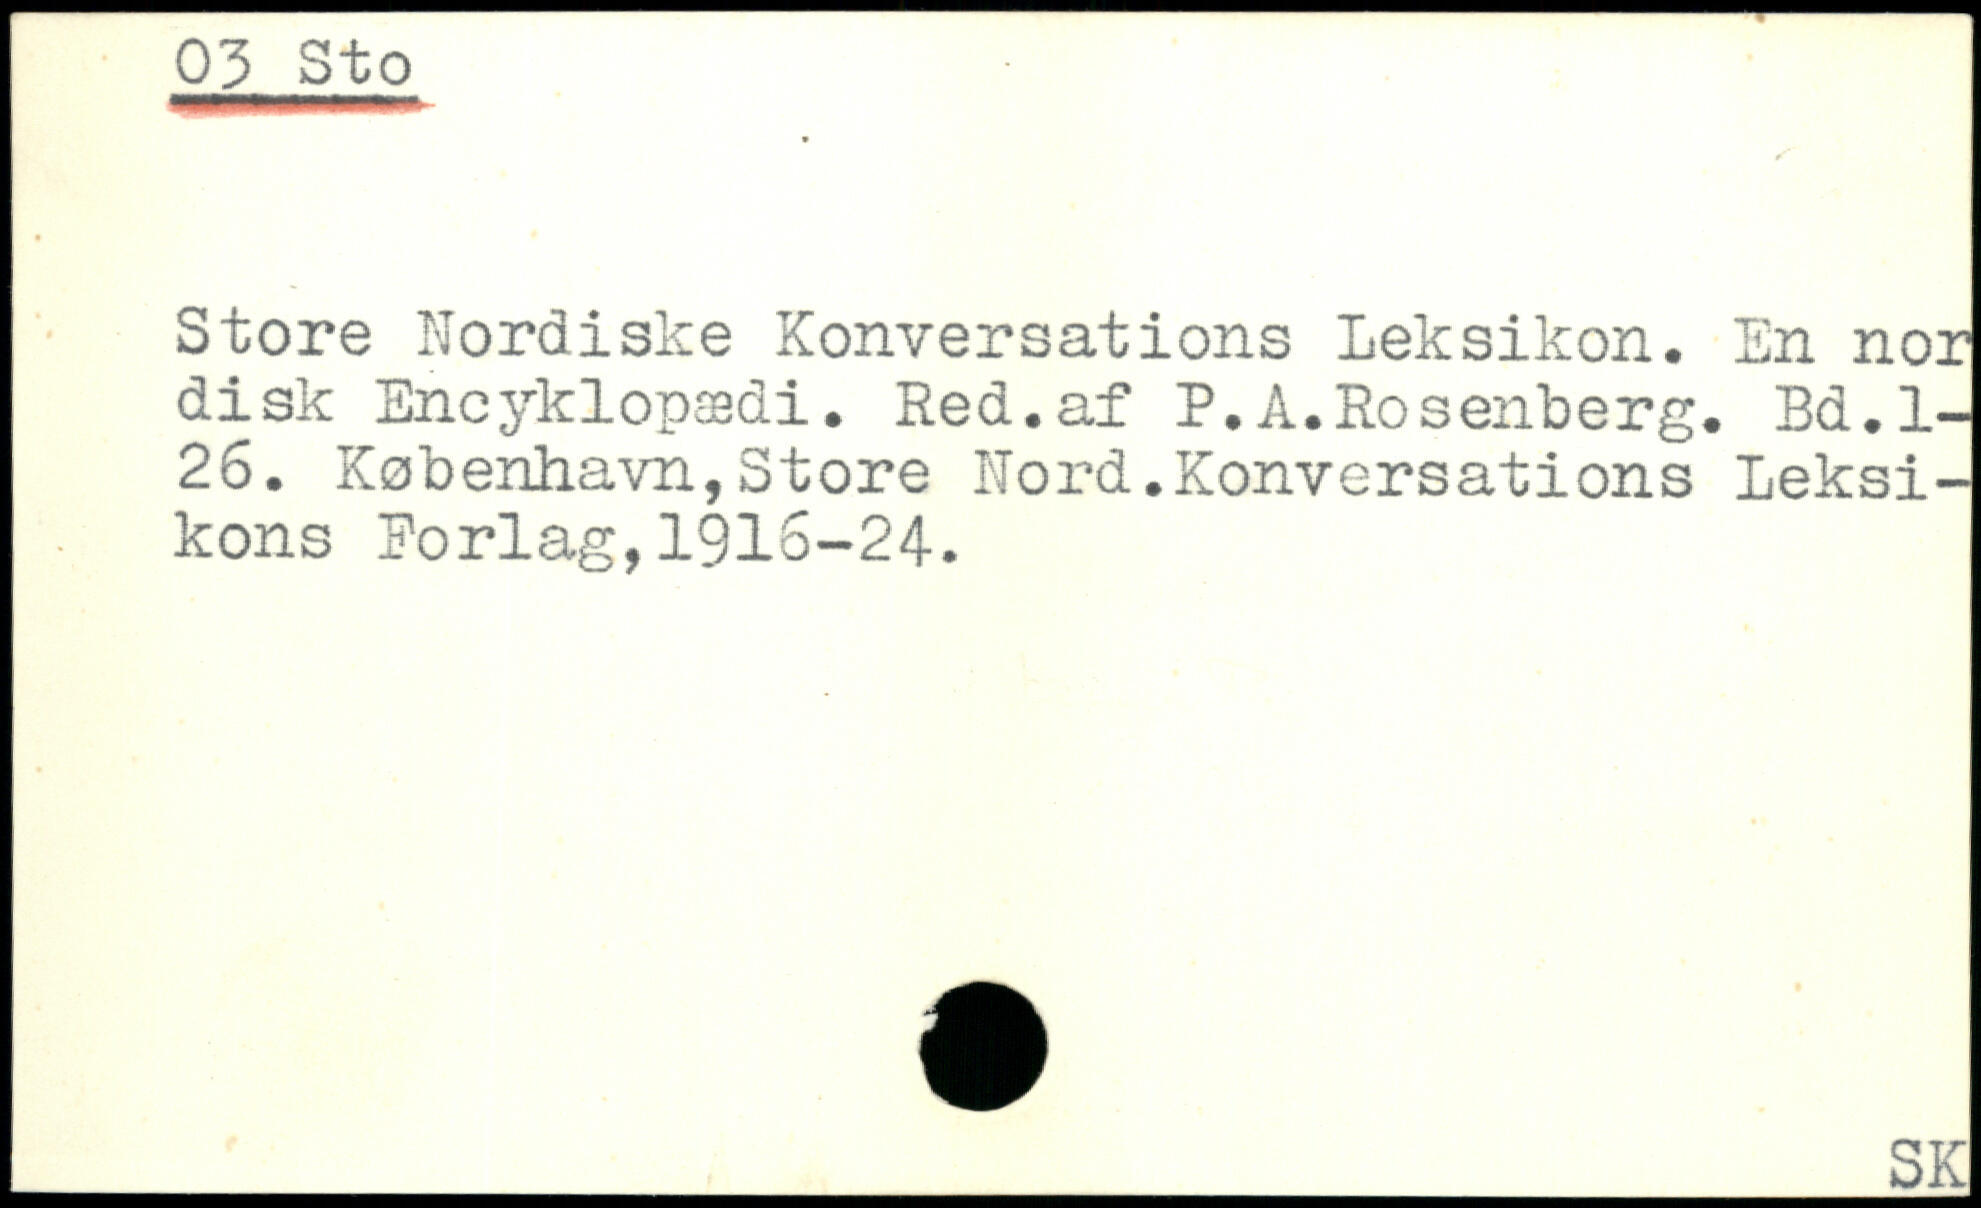 03 Sto
Store Nordiske Konversations Leksikon. En nor
disk Encyklopædi. Red.af P.A.Rosenberg. Bd.1-
26. København,Store Nord.Konversations Leksi-
kons Forlag,1916-24.
SK